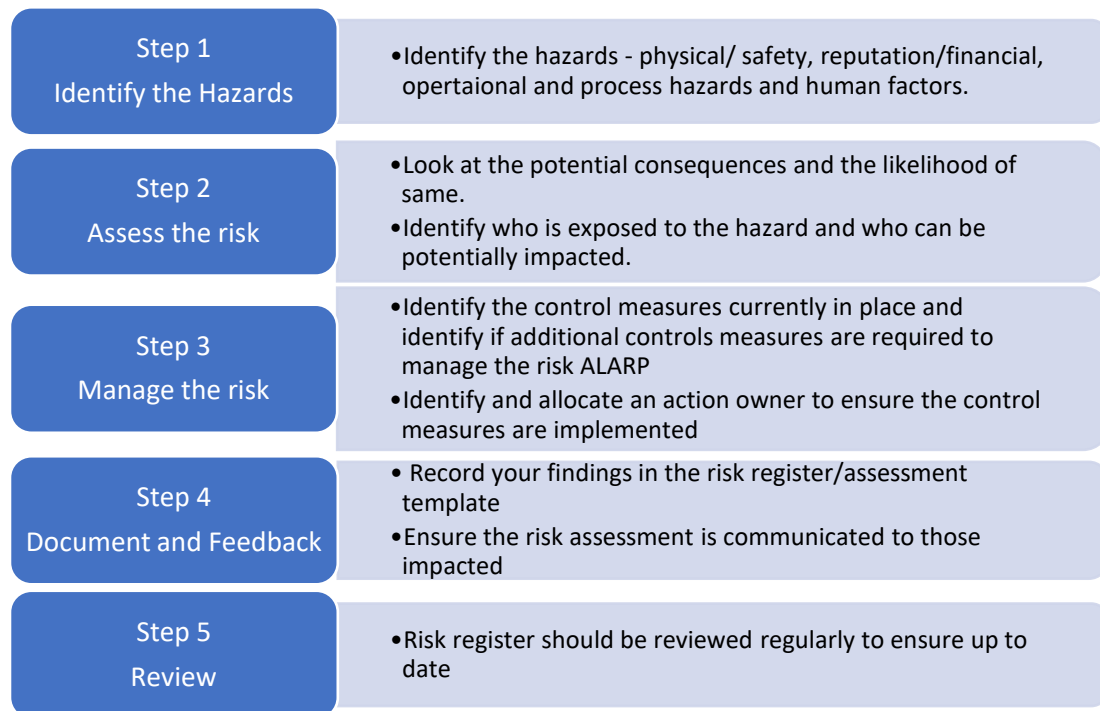 Step 1
Identify the Hazards
•Identify the hazards - physical/ safety, reputation/financial,
opertaional and process hazards and human factors.
Step 2
Assess the risk
•Look at the potential consequences and the likelihood of
same.
•Identify who is exposed to the hazard and who can be
potentially impacted.
Step 3
Manage the risk
•Identify the control measures currently in place and
identify if additional controls measures are required to
manage the risk ALARP
•Identify and allocate an action owner to ensure the control
measures are implemented
Step 4
Document and Feedback
• Record your findings in the risk register/assessment
template
•Ensure the risk assessment is communicated to those
impacted
Step 5
Review
•Risk register should be reviewed regularly to ensure up to
date